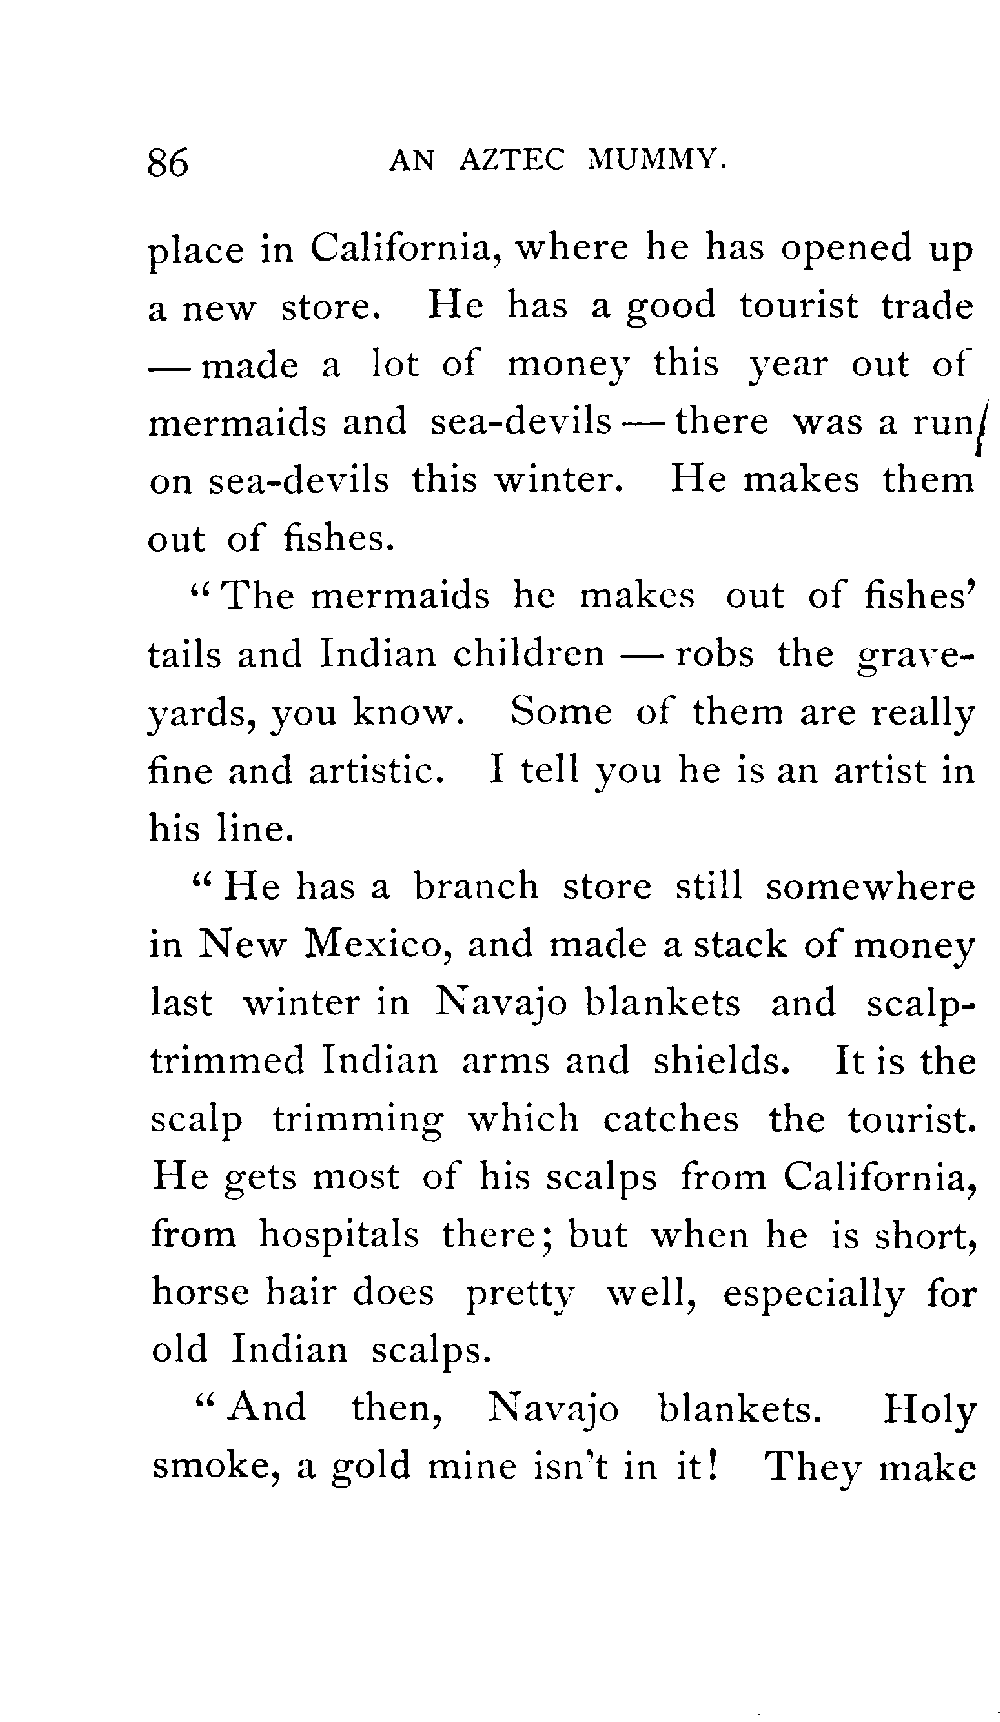 86 AN AZTEC MUMMY.
place in California, where he has opened up
a new store. He has a good tourist trade
— made a lot of money this year out of
mermaids and sea-devils — there was a run
on sea-devils this winter. He makes them
out of fishes.
“ The mermaids he makes out of fishes’
tails and Indian children — robs the grave-
yards, you know. Some of them are really
fine and artistic. I tell you he is an artist in
his line.
“ He has a branch store still somewhere
in New Mexico, and made a stack of money
last winter in Navajo blankets and scalp-
trimmed Indian arms and shields. It is the
scalp trimming which catches the tourist.
He gets most of his scalps from California,
from hospitals there; but when he is short,
horse hair does pretty well, especially for
old Indian scalps.
“ And then, Navajo blankets. Holy
smoke, a gold mine isn’t in it! They make